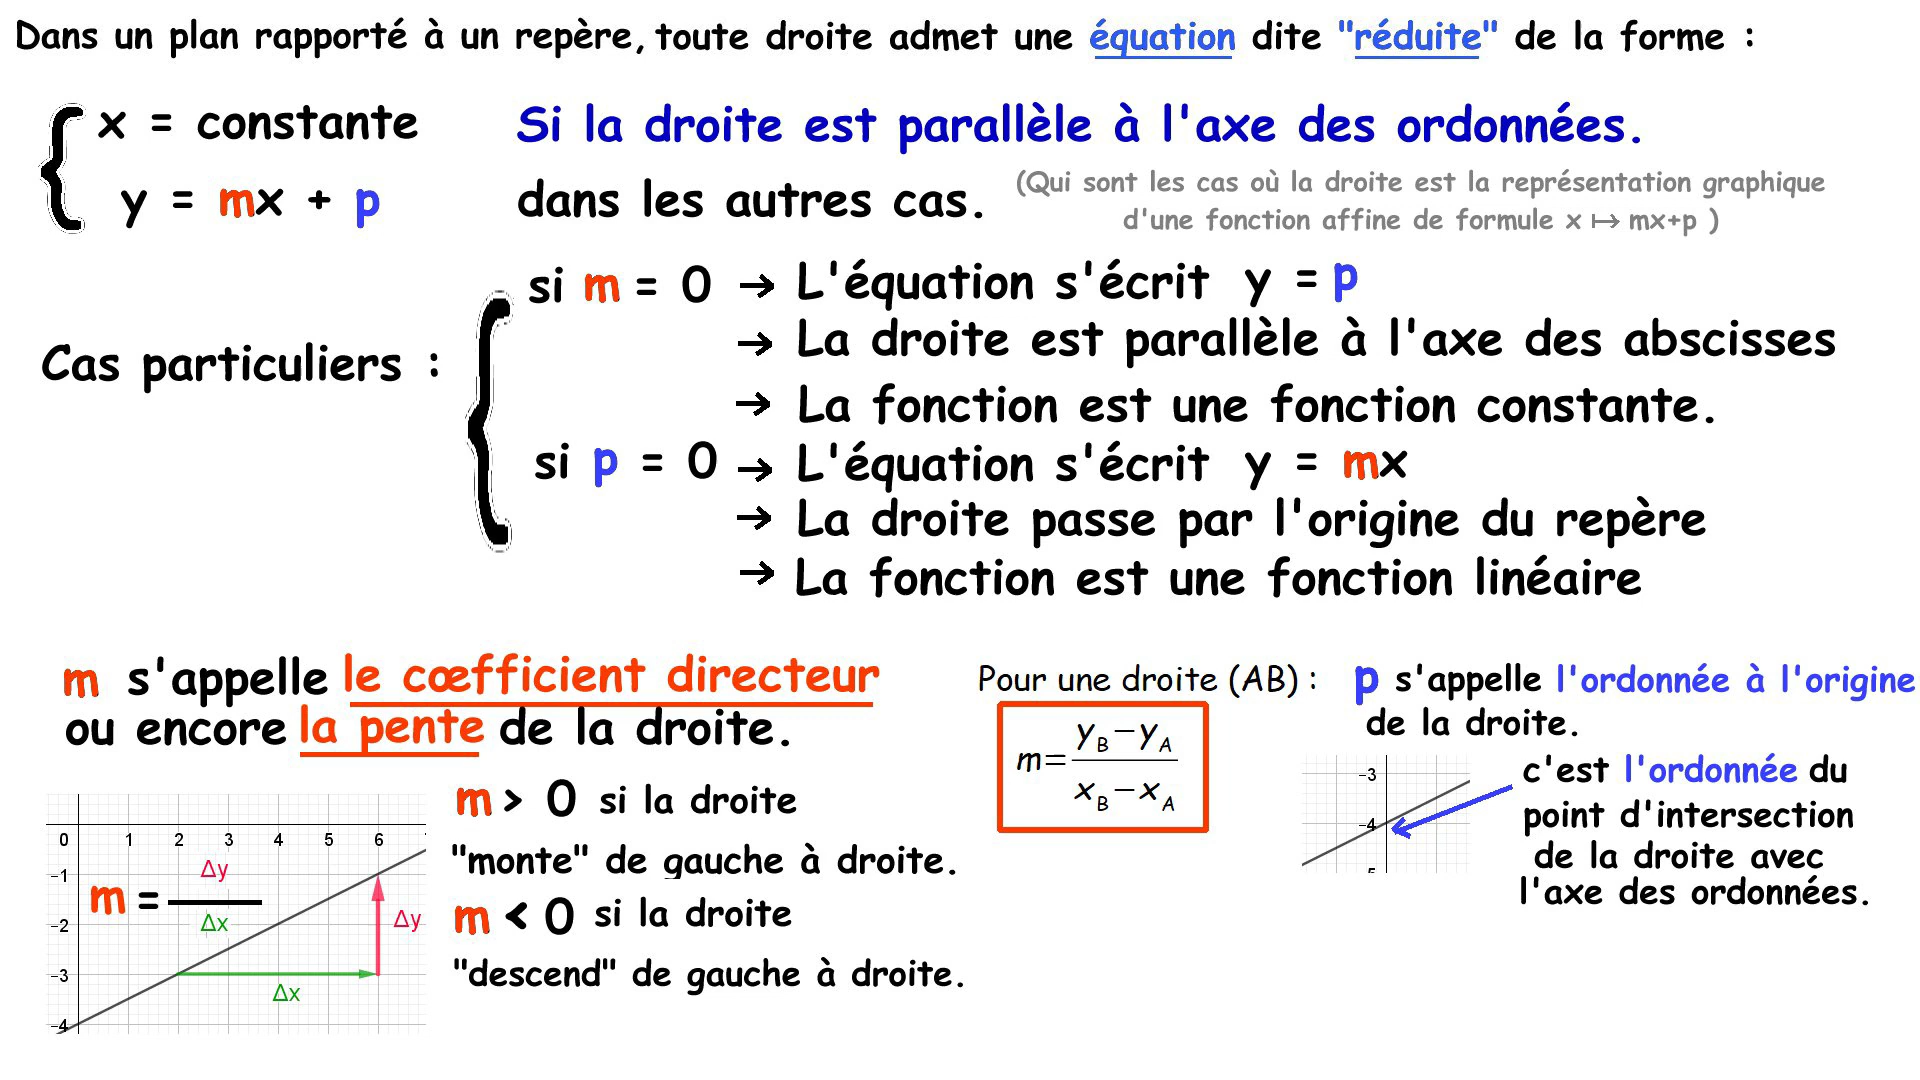 Dans un plan rapporté à un repère, toute droite admet une équation dite "réduite" de la forme :
x = constante Si la droite est parallèle à l'axe des ordonnées.
y = mx + p dans les autres cas.
(Qui sont les cas où la droite est la représentation graphique
d'une fonction affine de formule x ↦ mx+p )
Cas particuliers :
si m = 0 → L'équation s'écrit y = p
→ La droite est parallèle à l'axe des abscisses
→ La fonction est une fonction constante.
si p = 0 → L'équation s'écrit y = mx
→ La droite passe par l'origine du repère
→ La fonction est une fonction linéaire
m s'appelle le cœfficient directeur
ou encore la pente de la droite.
0 1 2 3 4 5 6
-1
-2
-3
-4
m = Δy / Δx
Δy
Δx
m > 0 si la droite
"monte" de gauche à droite.
m < 0 si la droite
"descend" de gauche à droite.
Pour une droite (AB) :
m = (yB − yA) / (xB − xA)
p s'appelle l'ordonnée à l'origine
de la droite.
-3
-4
c'est l'ordonnée du
point d'intersection
de la droite avec
l'axe des ordonnées.